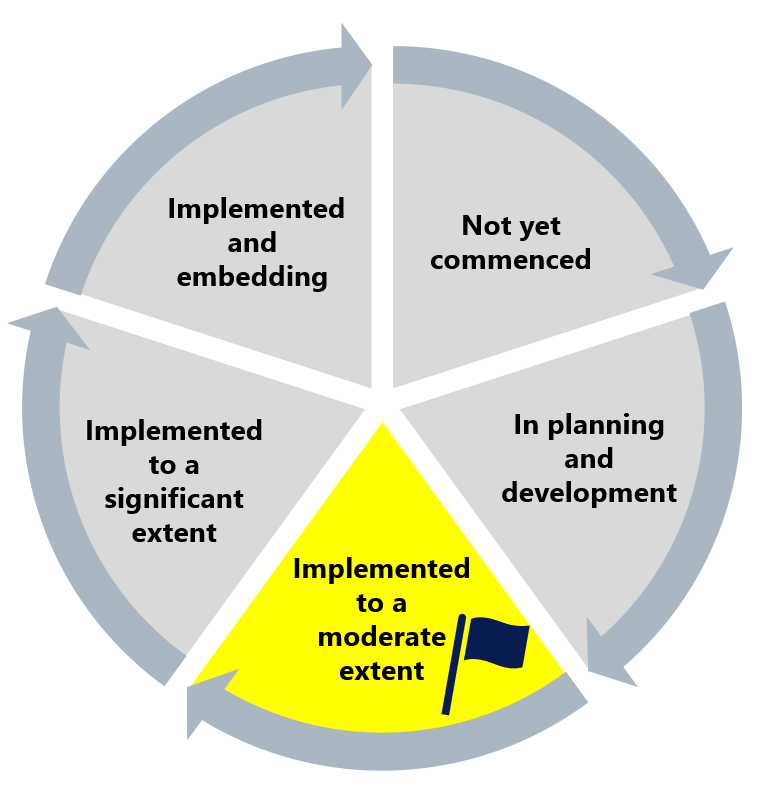 Not yet
commenced
In planning
and
development
Implemented
to a
moderate
extent
Implemented
to a
significant
extent
Implemented
and
embedding